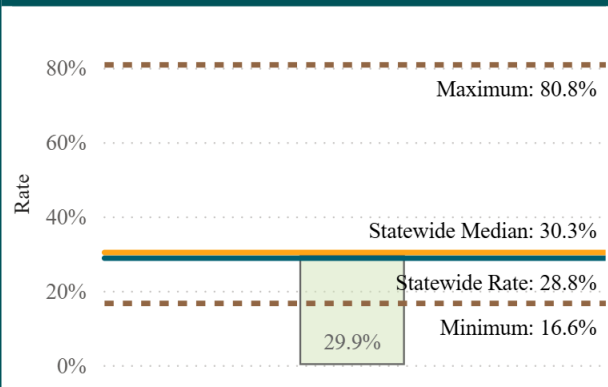 80%
Maximum: 80.8%
60%
Rate
40%
Statewide Median: 30.3%
Statewide Rate: 28.8%
20%
Minimum: 16.6%
29.9%
0%